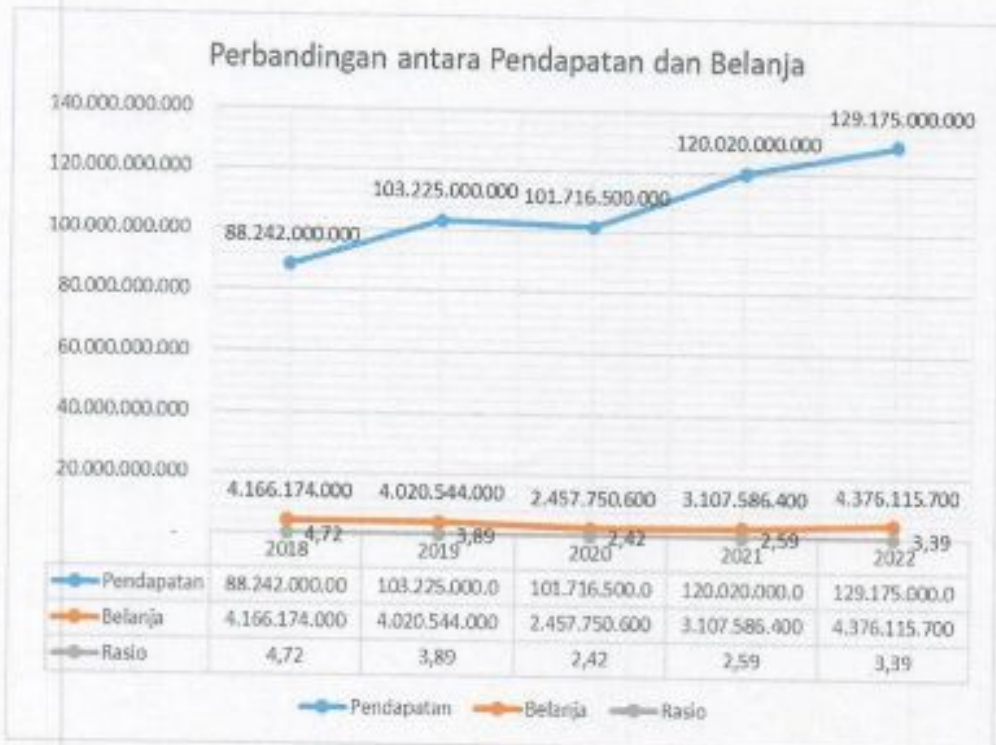 Perbandingan antara Pendapatan dan Belanja
140.000.000.000
120.000.000.000
100.000.000.000
80.000.000.000
60.000.000.000
40.000.000.000
20.000.000.000
88.242.000.000
103.225.000.000
101.716.500.000
120.020.000.000
129.175.000.000
4.166.174.000 4.020.544.000 2.457.750.600 3.107.586.400 4.376.115.700
4,72 3,89 2,42 2,59 3,39
2018 2019 2020 2021 2022
Pendapatan 88.242.000.00 103.225.000.0 101.716.500.0 120.020.000.0 129.175.000.0
Belanja 4.166.174.000 4.020.544.000 2.457.750.600 3.107.586.400 4.376.115.700
Rasio 4,72 3,89 2,42 2,59 3,39
Pendapatan Belanja Rasio